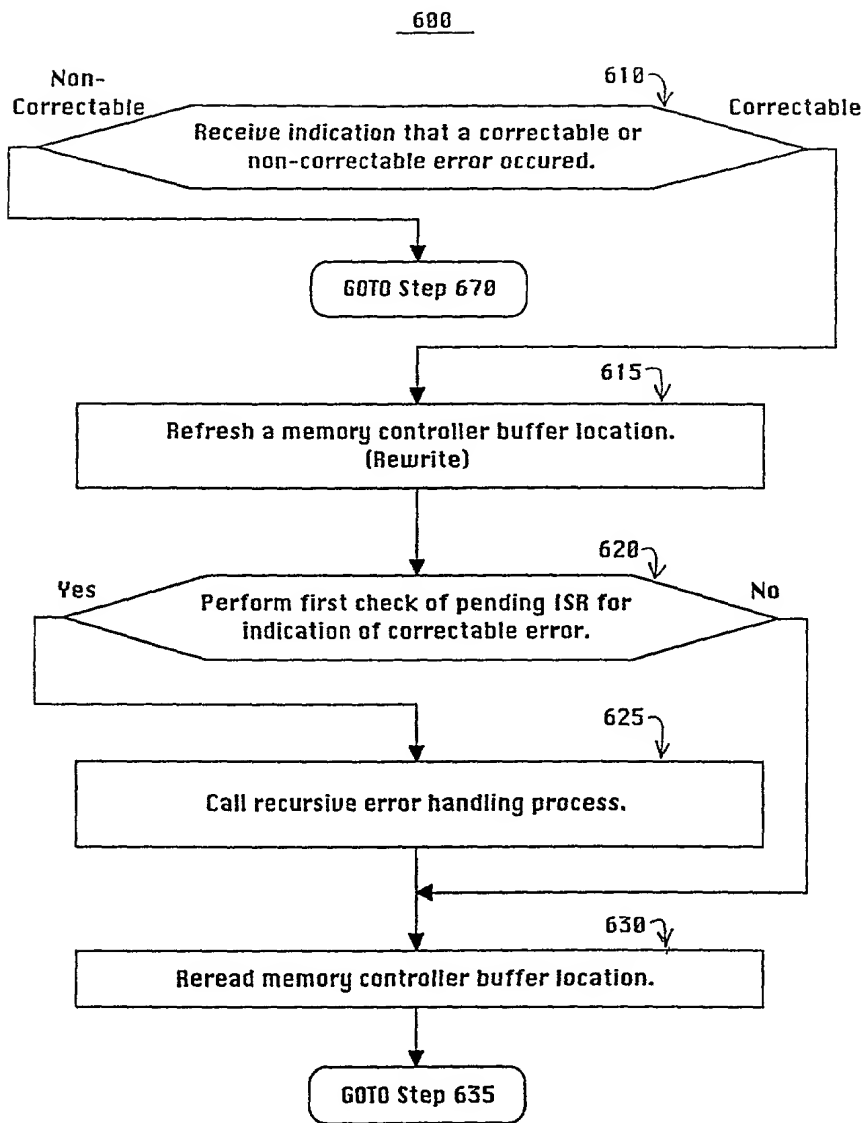 600
610
Non-
Correctable
Correctable
Receive indication that a correctable or
non-correctable error occured.
GOTO Step 670
615
Refresh a memory controller buffer location.
(Rewrite)
620
Yes
No
Perform first check of pending ISR for
indication of correctable error.
625
Call recursive error handling process.
630
Reread memory controller buffer location.
GOTO Step 635